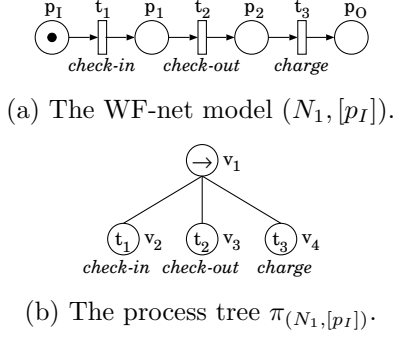 p_I t_1 p_1 t_2 p_2 t_3 p_O
check-in check-out charge
(a) The WF-net model (N_1, [p_I]).
→ v_1
t_1 v_2 t_2 v_3 t_3 v_4
check-in check-out charge
(b) The process tree π_(N_1,[p_I]).